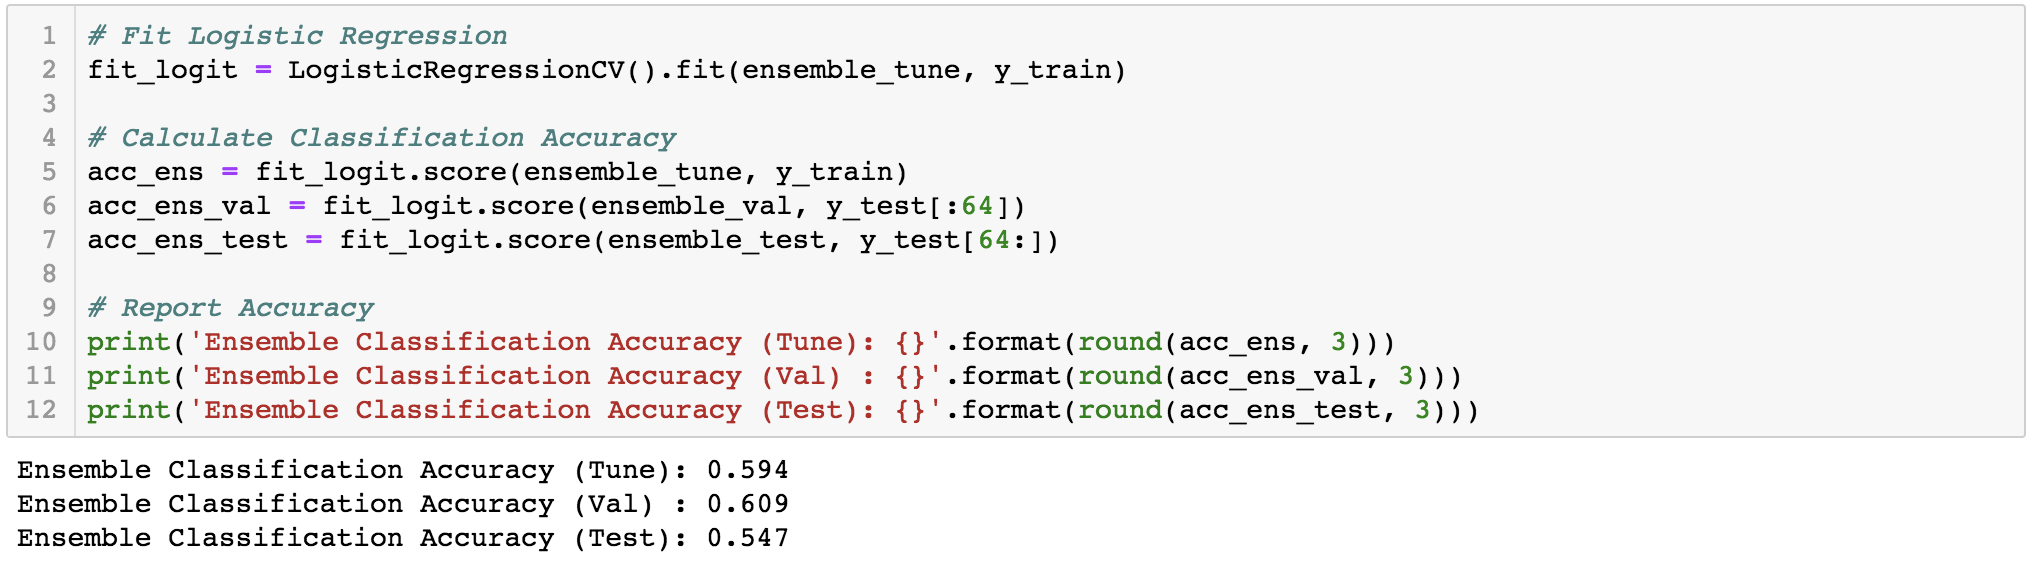 1 # Fit Logistic Regression
2 fit_logit = LogisticRegressionCV().fit(ensemble_tune, y_train)
3
4 # Calculate Classification Accuracy
5 acc_ens = fit_logit.score(ensemble_tune, y_train)
6 acc_ens_val = fit_logit.score(ensemble_val, y_test[:64])
7 acc_ens_test = fit_logit.score(ensemble_test, y_test[64:])
8
9 # Report Accuracy
10 print('Ensemble Classification Accuracy (Tune): {}'.format(round(acc_ens, 3)))
11 print('Ensemble Classification Accuracy (Val) : {}'.format(round(acc_ens_val, 3)))
12 print('Ensemble Classification Accuracy (Test): {}'.format(round(acc_ens_test, 3)))
Ensemble Classification Accuracy (Tune): 0.594
Ensemble Classification Accuracy (Val) : 0.609
Ensemble Classification Accuracy (Test): 0.547